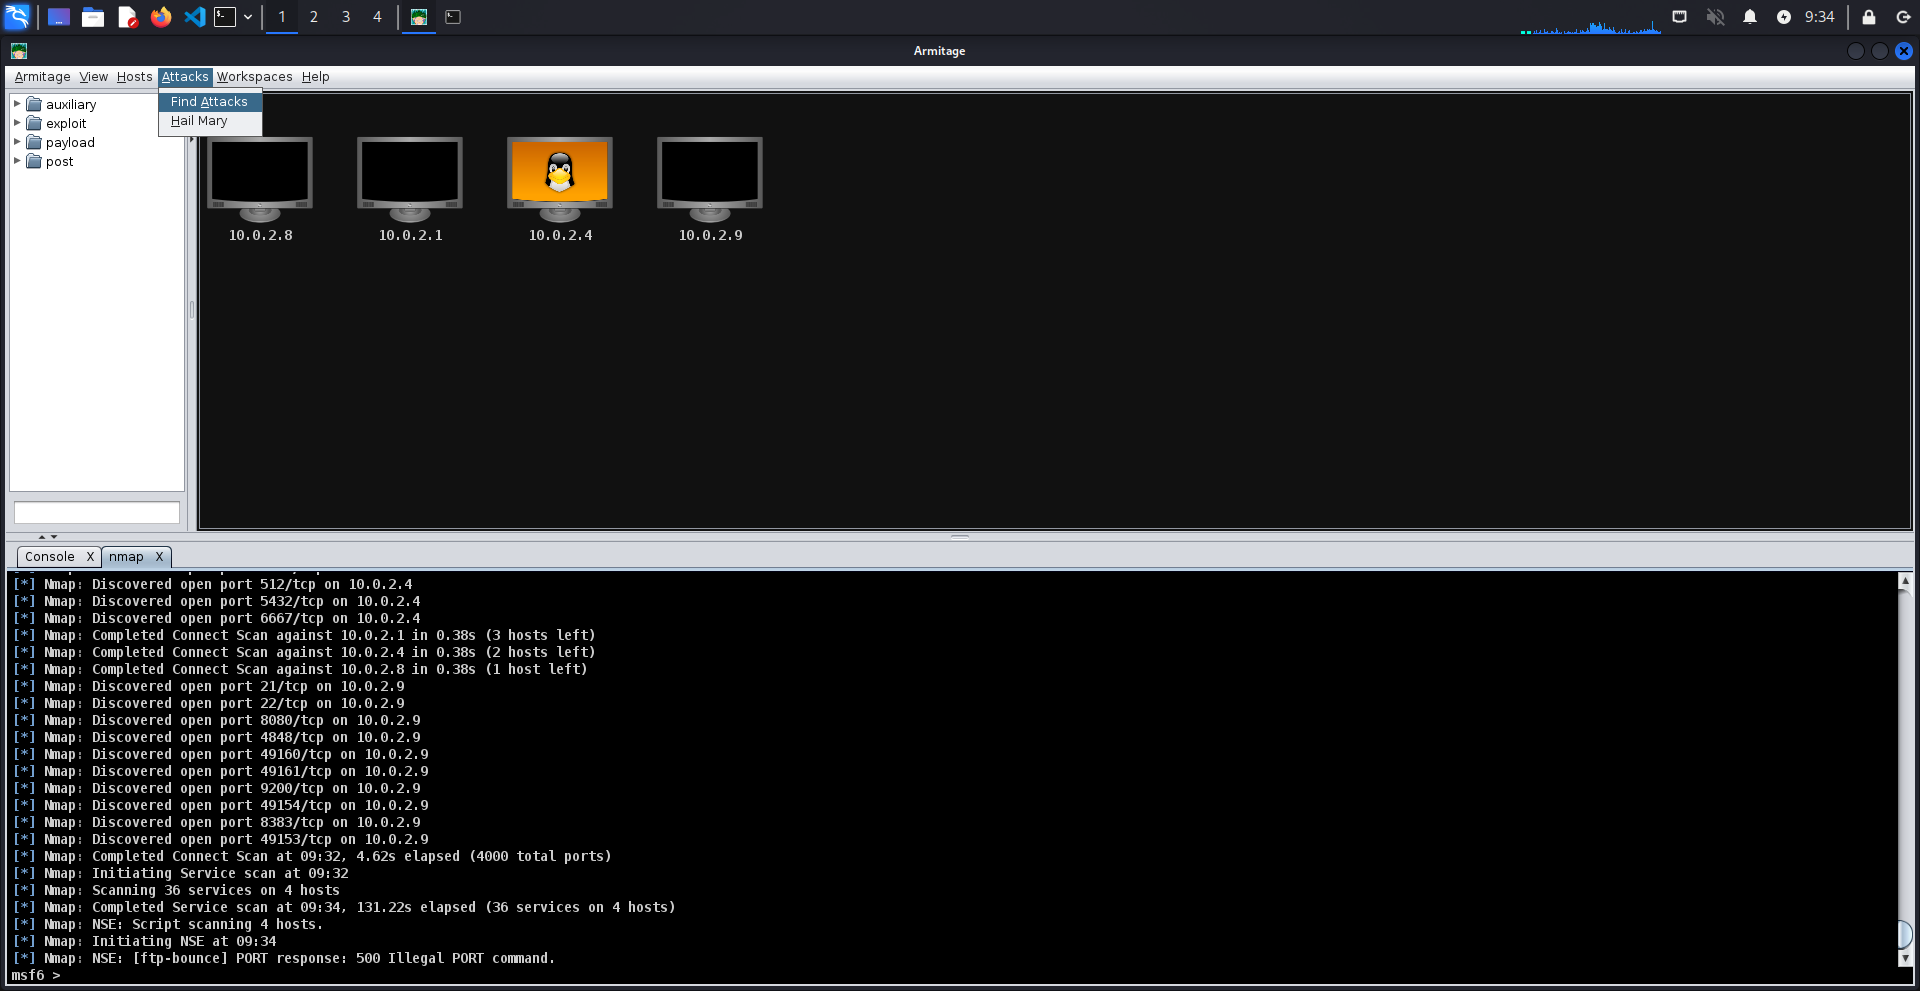 1 2 3 4
9:34
Armitage
Armitage View Hosts Attacks Workspaces Help
Find Attacks
Hail Mary
auxiliary
exploit
payload
post
10.0.2.8
10.0.2.1
10.0.2.4
10.0.2.9
Console X nmap X
[*] Nmap: Discovered open port 512/tcp on 10.0.2.4
[*] Nmap: Discovered open port 5432/tcp on 10.0.2.4
[*] Nmap: Discovered open port 6667/tcp on 10.0.2.4
[*] Nmap: Completed Connect Scan against 10.0.2.1 in 0.38s (3 hosts left)
[*] Nmap: Completed Connect Scan against 10.0.2.4 in 0.38s (2 hosts left)
[*] Nmap: Completed Connect Scan against 10.0.2.8 in 0.38s (1 host left)
[*] Nmap: Discovered open port 21/tcp on 10.0.2.9
[*] Nmap: Discovered open port 22/tcp on 10.0.2.9
[*] Nmap: Discovered open port 8080/tcp on 10.0.2.9
[*] Nmap: Discovered open port 4848/tcp on 10.0.2.9
[*] Nmap: Discovered open port 49160/tcp on 10.0.2.9
[*] Nmap: Discovered open port 49161/tcp on 10.0.2.9
[*] Nmap: Discovered open port 9200/tcp on 10.0.2.9
[*] Nmap: Discovered open port 49154/tcp on 10.0.2.9
[*] Nmap: Discovered open port 8383/tcp on 10.0.2.9
[*] Nmap: Discovered open port 49153/tcp on 10.0.2.9
[*] Nmap: Completed Connect Scan at 09:32, 4.62s elapsed (4000 total ports)
[*] Nmap: Initiating Service scan at 09:32
[*] Nmap: Scanning 36 services on 4 hosts
[*] Nmap: Completed Service scan at 09:34, 131.22s elapsed (36 services on 4 hosts)
[*] Nmap: NSE: Script scanning 4 hosts.
[*] Nmap: Initiating NSE at 09:34
[*] Nmap: NSE: [ftp-bounce] PORT response: 500 Illegal PORT command.
msf6 >